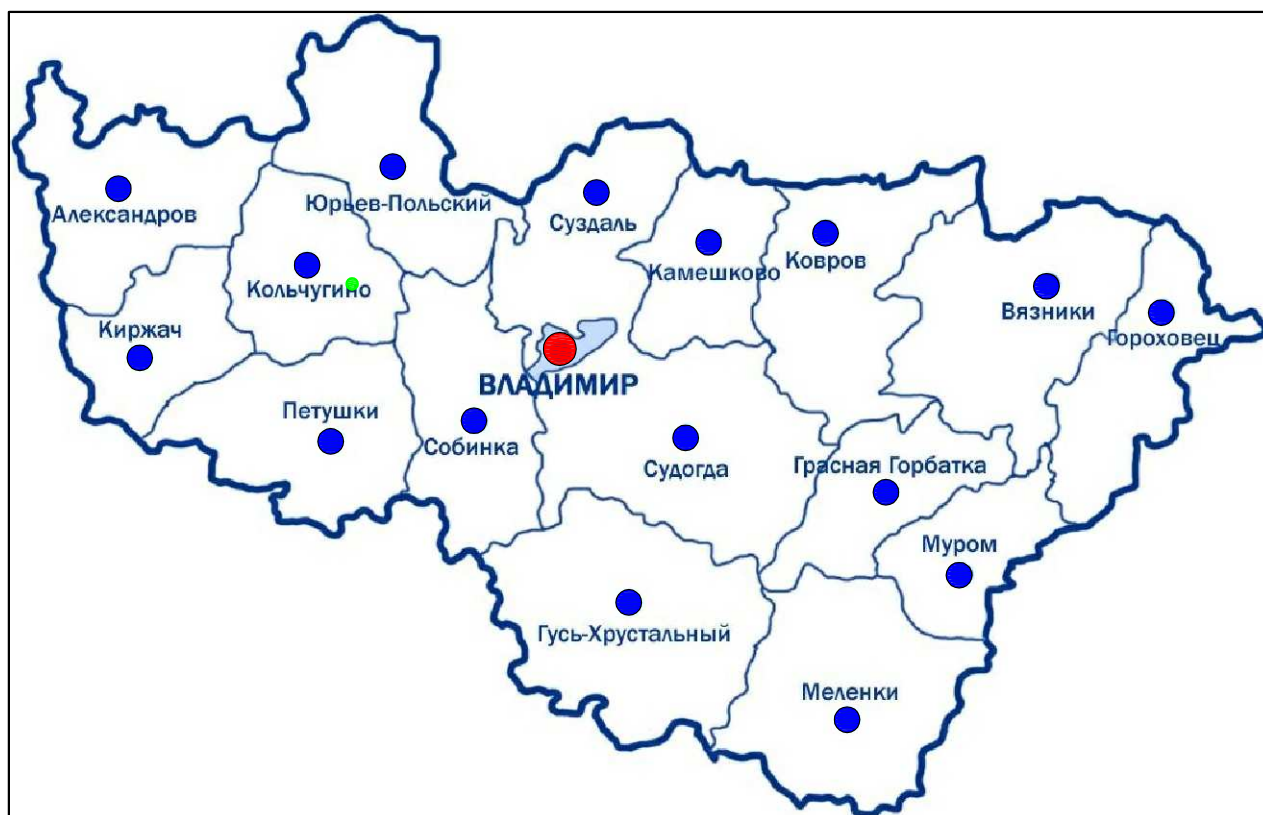 Александров
Юрьев-Польский
Суздаль
Кольчугино
Камешково
Ковров
Вязники
Киржач
Гороховец
ВЛАДИМИР
Петушки
Собинка
Судогда
Грасная Горбатка
Муром
Гусь-Хрустальный
Меленки